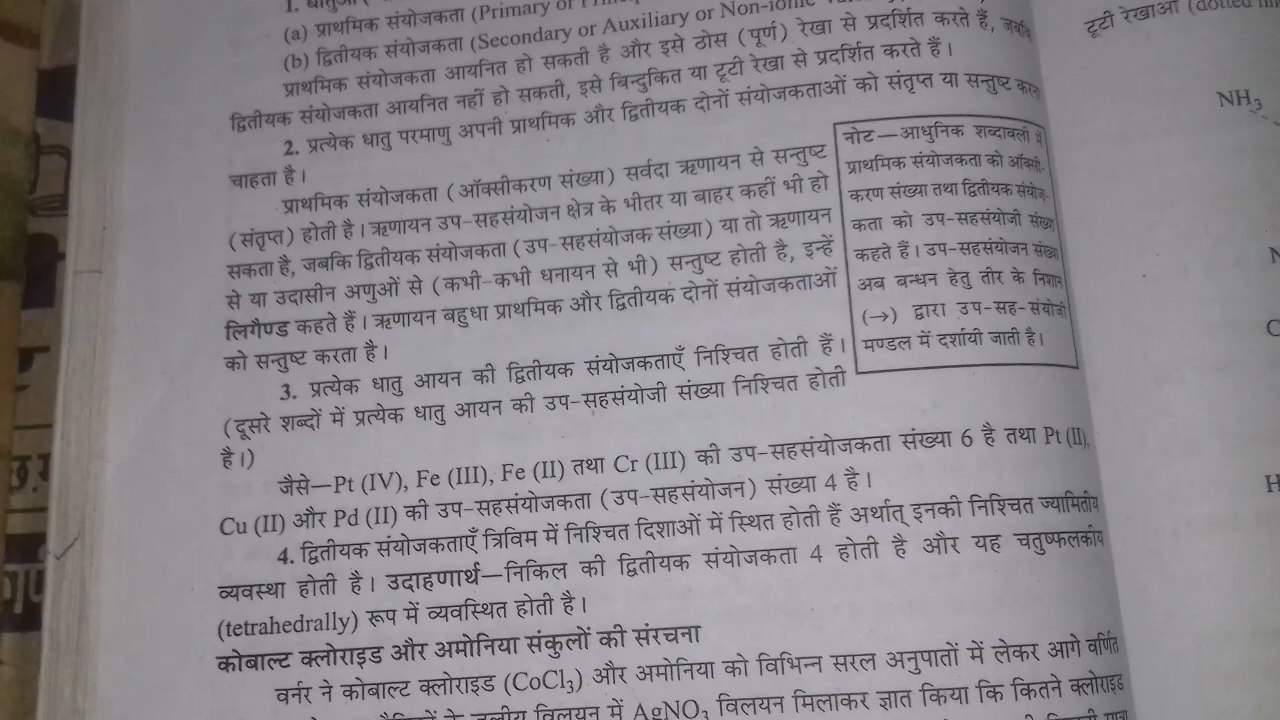 1. धातुओं
(a) प्राथमिक संयोजकता (Primary or
(b) द्वितीयक संयोजकता (Secondary or Auxiliary or Non-ionic
प्राथमिक संयोजकता आयनित हो सकती है और इसे ठोस (पूर्ण) रेखा से प्रदर्शित करते हैं, जबकि
द्वितीयक संयोजकता आयनित नहीं हो सकती, इसे बिन्दुकित या टूटी रेखा से प्रदर्शित करते हैं।
2. प्रत्येक धातु परमाणु अपनी प्राथमिक और द्वितीयक दोनों संयोजकताओं को संतृप्त या सन्तुष्ट करना
चाहता है।
प्राथमिक संयोजकता (ऑक्सीकरण संख्या) सर्वदा ऋणायन से सन्तुष्ट
(संतृप्त) होती है। ऋणायन उप-सहसंयोजन क्षेत्र के भीतर या बाहर कहीं भी हो
सकता है, जबकि द्वितीयक संयोजकता (उप-सहसंयोजक संख्या) या तो ऋणायन
से या उदासीन अणुओं से (कभी-कभी धनायन से भी) सन्तुष्ट होती है, इन्हें
लिगैण्ड कहते हैं। ऋणायन बहुधा प्राथमिक और द्वितीयक दोनों संयोजकताओं
को सन्तुष्ट करता है।
नोट—आधुनिक शब्दावली में
प्राथमिक संयोजकता को ऑक्सी-
करण संख्या तथा द्वितीयक संयोज-
कता को उप-सहसंयोजी संख्या
कहते हैं। उप-सहसंयोजन संख्या
अब बन्धन हेतु तीर के निशान
(→) द्वारा उप-सह-संयोजी
मण्डल में दर्शायी जाती है।
3. प्रत्येक धातु आयन की द्वितीयक संयोजकताएँ निश्चित होती हैं।
(दूसरे शब्दों में प्रत्येक धातु आयन की उप-सहसंयोजी संख्या निश्चित होती
है।)
जैसे—Pt (IV), Fe (III), Fe (II) तथा Cr (III) की उप-सहसंयोजकता संख्या 6 है तथा Pt (II),
Cu (II) और Pd (II) की उप-सहसंयोजकता (उप-सहसंयोजन) संख्या 4 है।
4. द्वितीयक संयोजकताएँ त्रिविम में निश्चित दिशाओं में स्थित होती हैं अर्थात् इनकी निश्चित ज्यामितीय
व्यवस्था होती है। उदाहणार्थ—निकिल की द्वितीयक संयोजकता 4 होती है और यह चतुष्फलकीय
(tetrahedrally) रूप में व्यवस्थित होती है।
कोबाल्ट क्लोराइड और अमोनिया संकुलों की संरचना
वर्नर ने कोबाल्ट क्लोराइड (CoCl₃) और अमोनिया को विभिन्न सरल अनुपातों में लेकर आगे वर्णित
जलीय विलयन में AgNO₃ विलयन मिलाकर ज्ञात किया कि कितने क्लोराइड
टूटी रेखाओं (dotted
NH₃